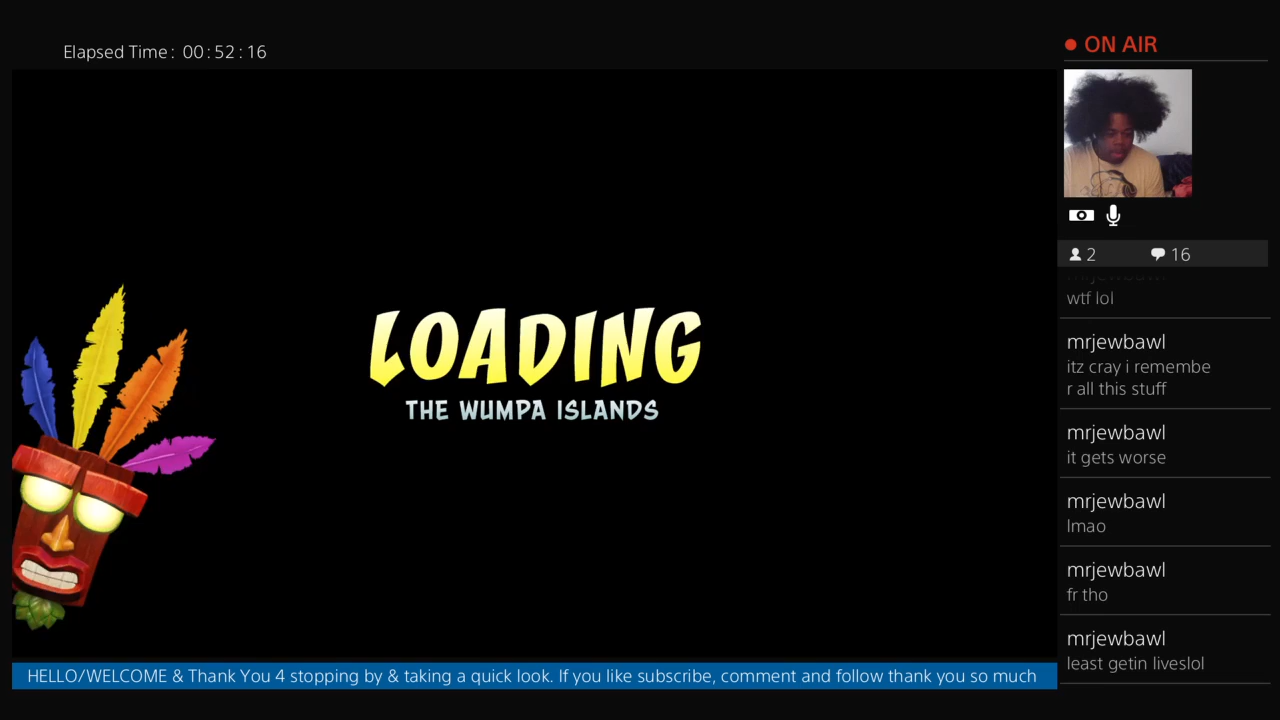 Elapsed Time: 00:52:16
ON AIR
LOADING
THE WUMPA ISLANDS
2 16
wtf lol
mrjewbawl
itz cray i remembe
r all this stuff
mrjewbawl
it gets worse
mrjewbawl
lmao
mrjewbawl
fr tho
mrjewbawl
least getin liveslol
HELLO/WELCOME & Thank You 4 stopping by & taking a quick look. If you like subscribe, comment and follow thank you so much